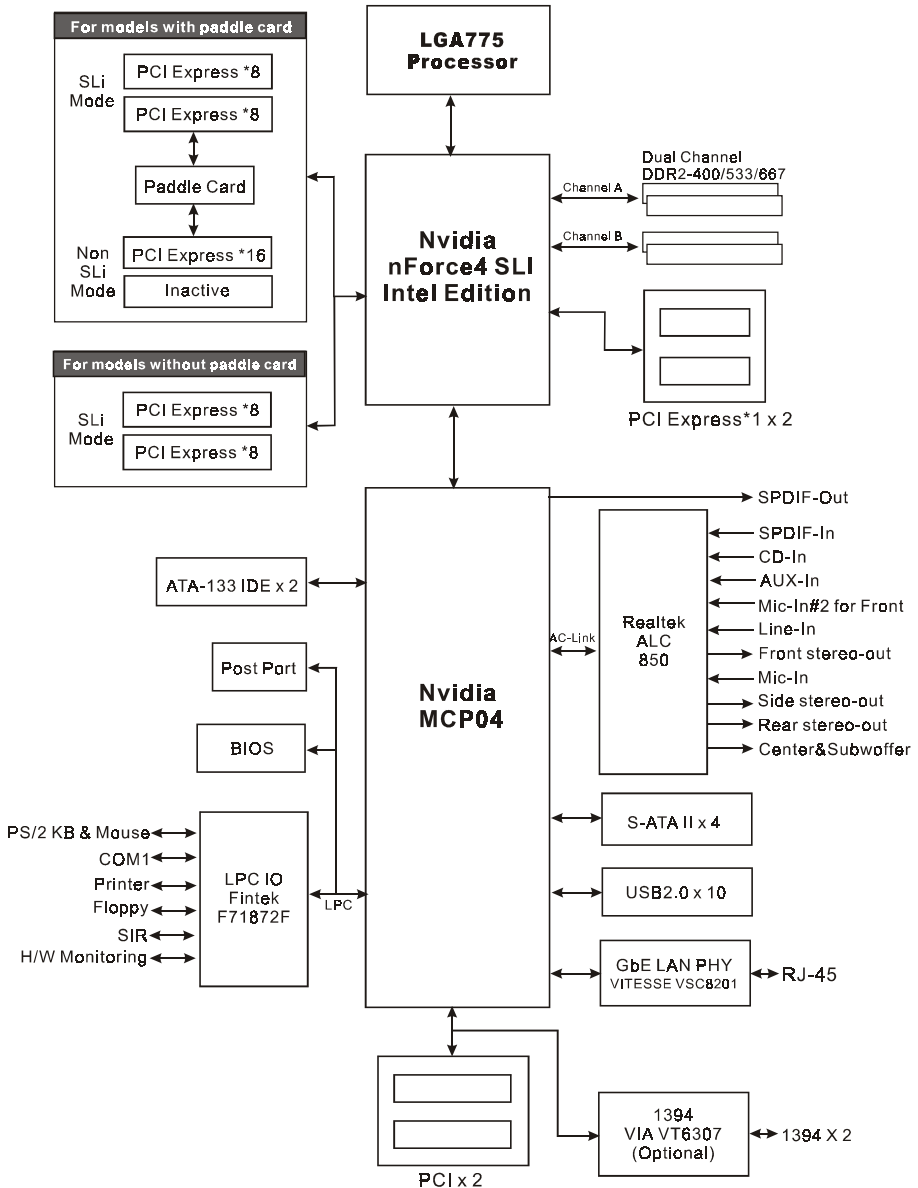 For models with paddle card
SLi
Mode
PCI Express *8
PCI Express *8
Paddle Card
Non
SLi
Mode
PCI Express *16
Inactive
For models without paddle card
SLi
Mode
PCI Express *8
PCI Express *8
LGA775
Processor
Nvidia
nForce4 SLI
Intel Edition
Channel A
Channel B
Dual Channel
DDR2-400/533/667
PCI Express*1 x 2
Nvidia
MCP04
ATA-133 IDE x 2
Post Port
BIOS
LPC IO
Fintek
F71872F
LPC
PS/2 KB & Mouse
COM1
Printer
Floppy
SIR
H/W Monitoring
AC-Link
Realtek
ALC
850
SPDIF-Out
SPDIF-In
CD-In
AUX-In
Mic-In#2 for Front
Line-In
Front stereo-out
Mic-In
Side stereo-out
Rear stereo-out
Center&Subwoffer
S-ATA II x 4
USB2.0 x 10
GbE LAN PHY
VITESSE VSC8201
RJ-45
PCI x 2
1394
VIA VT6307
(Optional)
1394 X 2